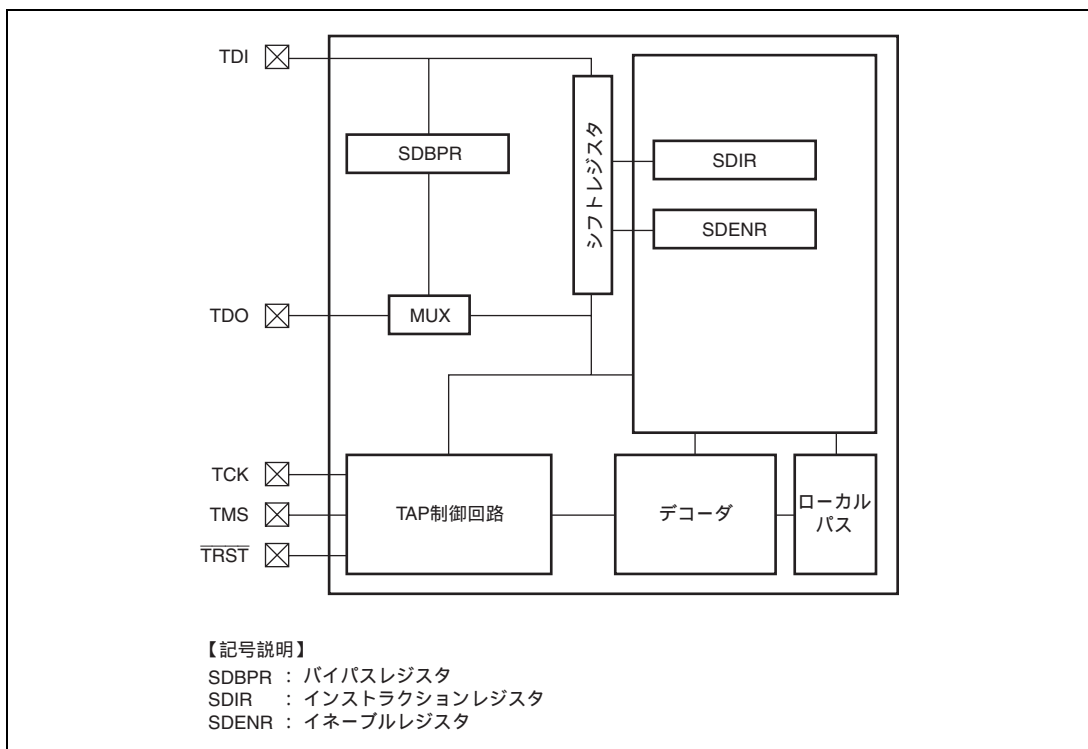 TDI
SDBPR
シフトレジスタ
SDIR
SDENR
TDO
MUX
TCK
TMS
TRST
TAP制御回路
デコーダ
ローカル
パス
【記号説明】
SDBPR : バイパスレジスタ
SDIR : インストラクションレジスタ
SDENR : イネーブルレジスタ